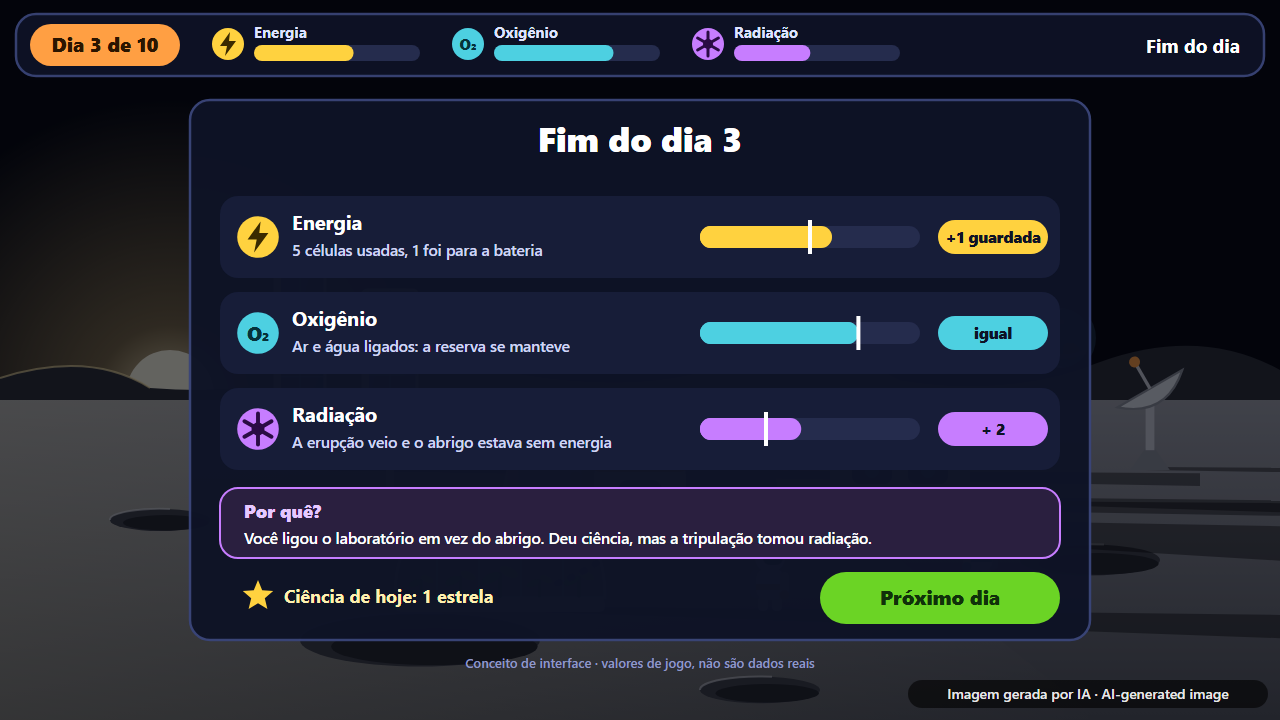 Dia 3 de 10
Energia
O₂
Oxigênio
Radiação
Fim do dia
Fim do dia 3
Energia
5 células usadas, 1 foi para a bateria
+1 guardada
O₂
Oxigênio
Ar e água ligados: a reserva se manteve
igual
Radiação
A erupção veio e o abrigo estava sem energia
+ 2
Por quê?
Você ligou o laboratório em vez do abrigo. Deu ciência, mas a tripulação tomou radiação.
Ciência de hoje: 1 estrela
Próximo dia
Conceito de interface · valores de jogo, não são dados reais
Imagem gerada por IA · AI-generated image